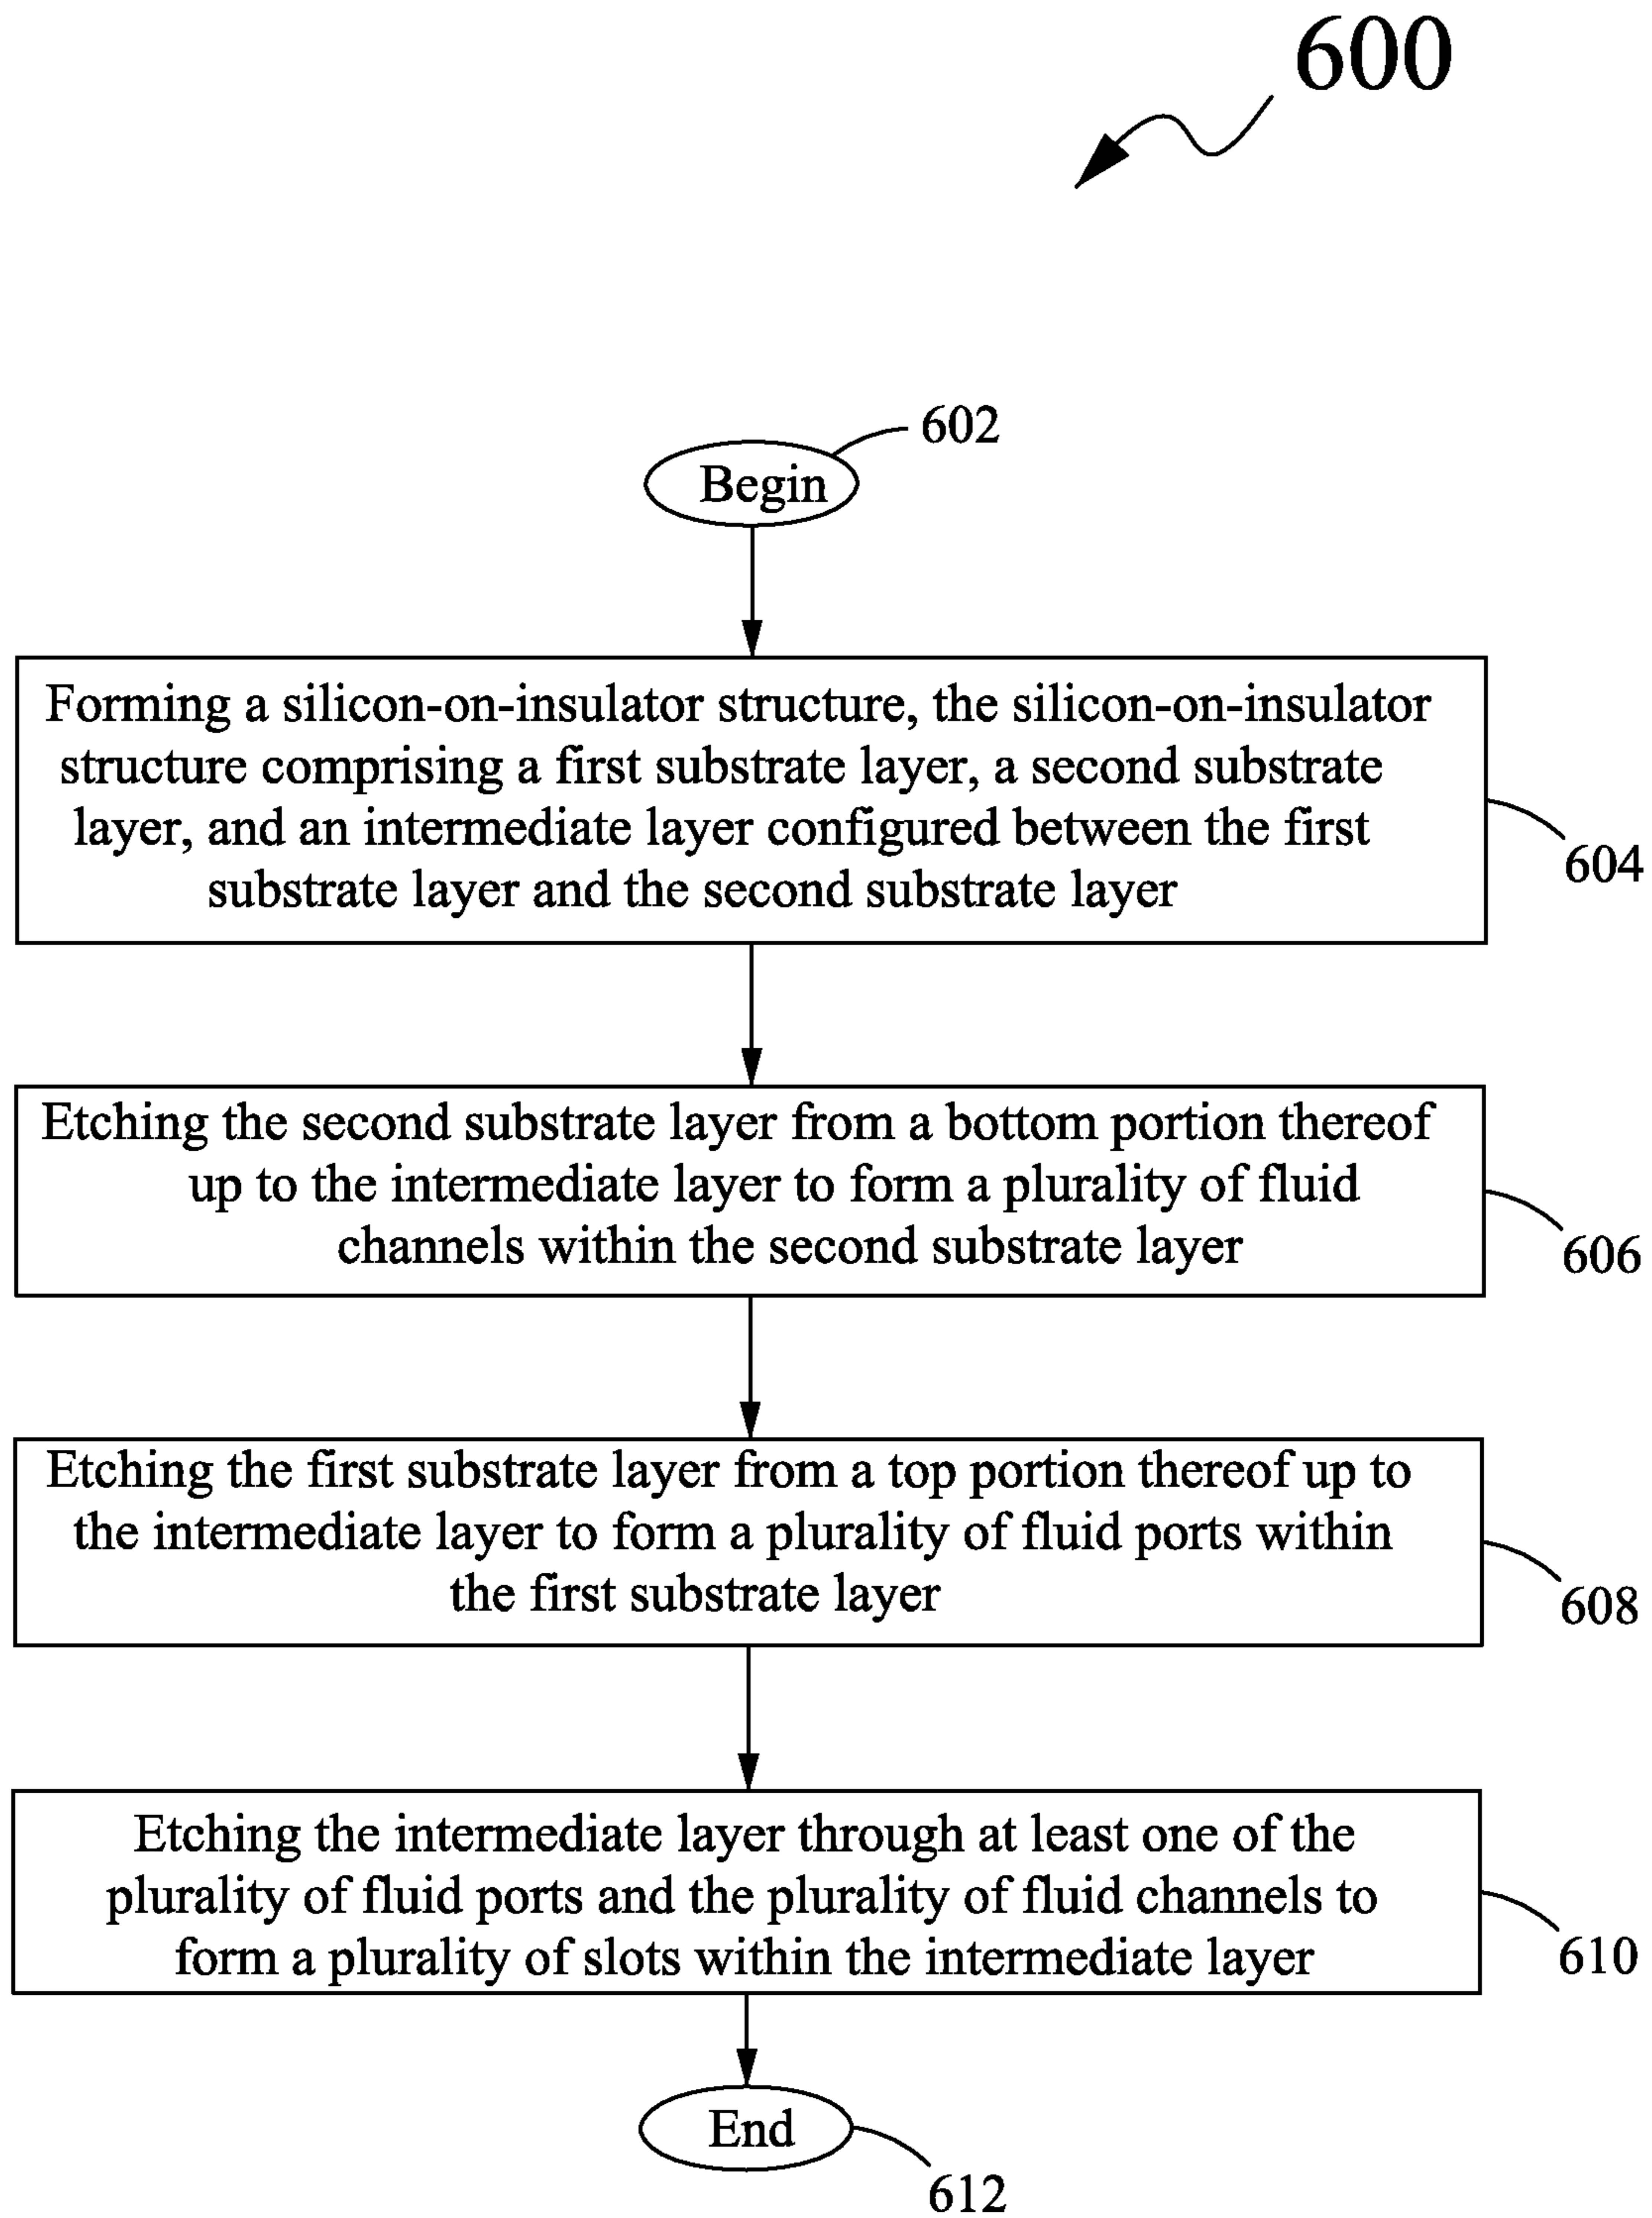 600
602
Begin
Forming a silicon-on-insulator structure, the silicon-on-insulator
structure comprising a first substrate layer, a second substrate
layer, and an intermediate layer configured between the first
substrate layer and the second substrate layer
604
Etching the second substrate layer from a bottom portion thereof
up to the intermediate layer to form a plurality of fluid
channels within the second substrate layer
606
Etching the first substrate layer from a top portion thereof up to
the intermediate layer to form a plurality of fluid ports within
the first substrate layer
608
Etching the intermediate layer through at least one of the
plurality of fluid ports and the plurality of fluid channels to
form a plurality of slots within the intermediate layer
610
End
612